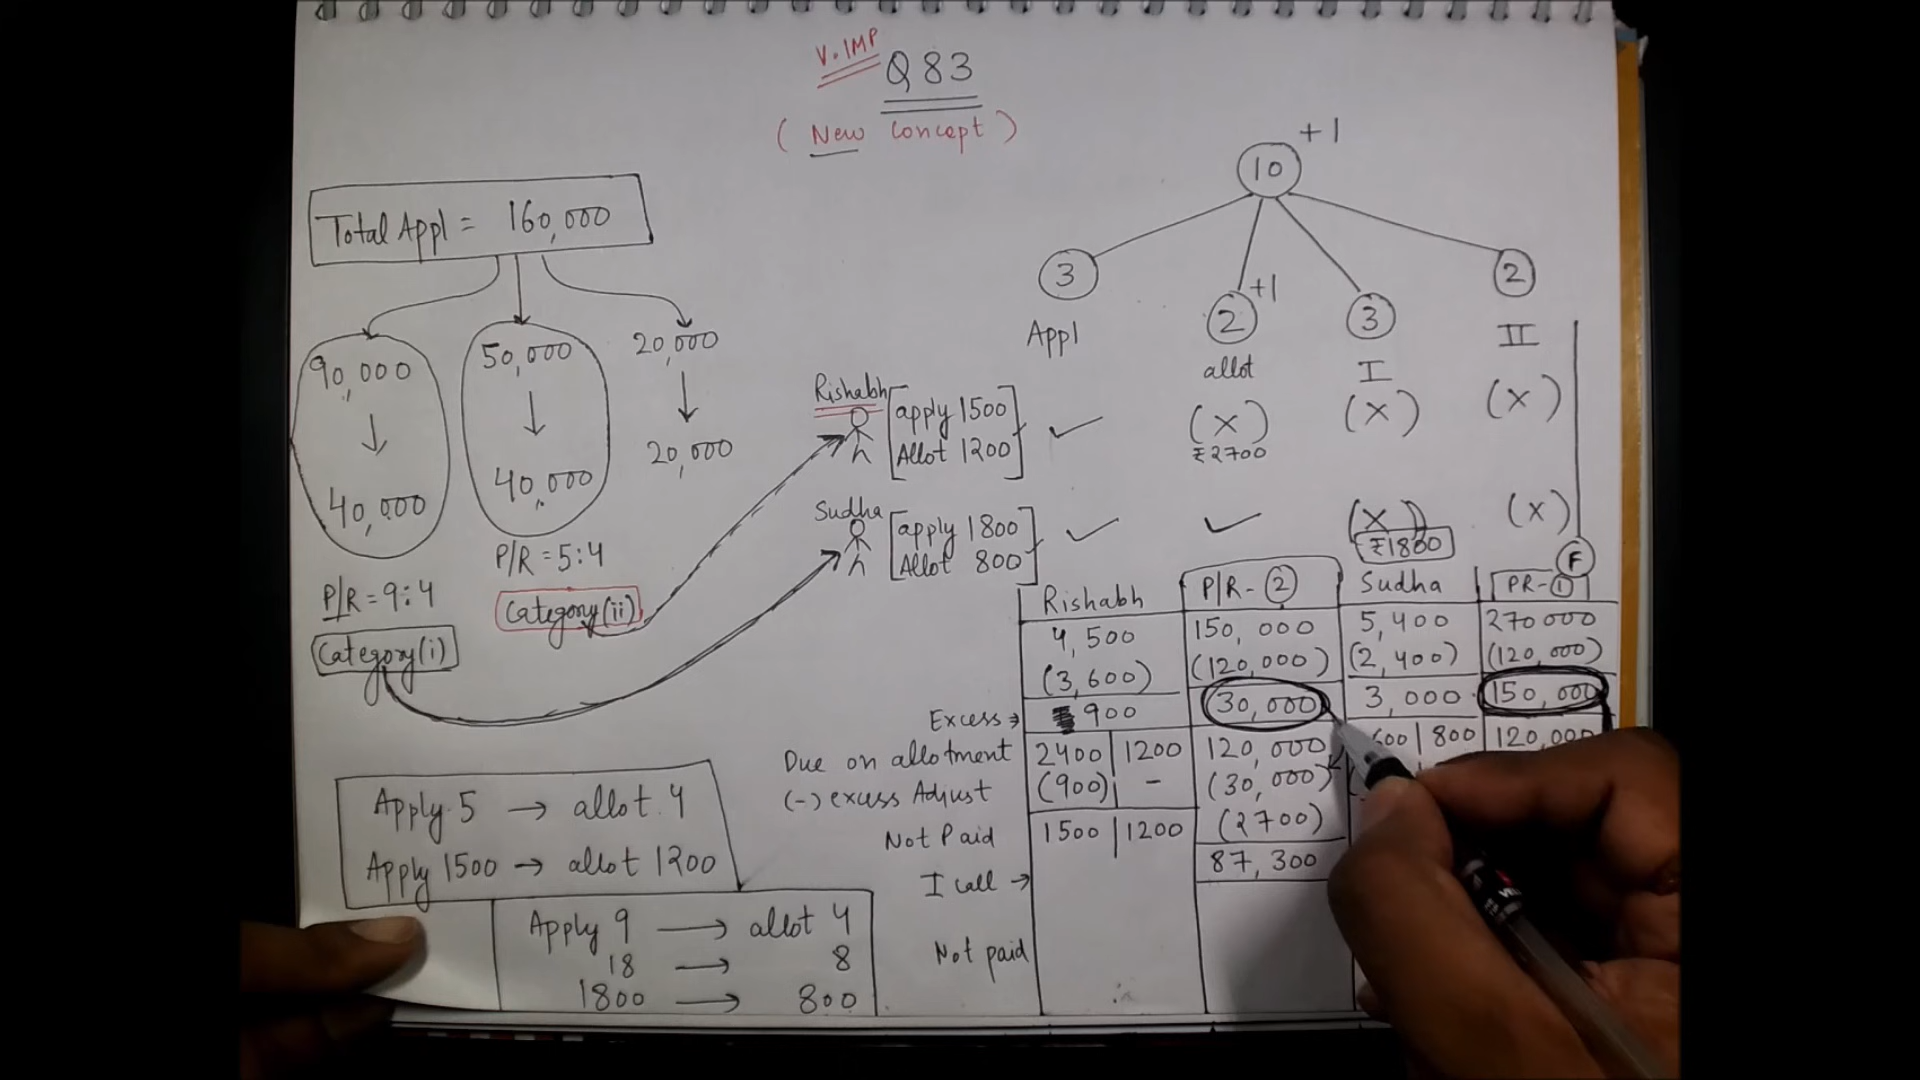 V. IMP
Q 83
( New Concept )
Total Appl = 160,000
90,000
50,000
20,000
40,000
40,000
20,000
P/R = 9:4
P/R = 5:4
Category (i)
Category (ii)
10 +1
3
2 +1
3
2
Appl
allot
I
II
Rishabh
apply 1500
Allot 1200
(X)
₹2700
(X)
(X)
Sudha
apply 1800
Allot 800
(X)
₹1800
(X)
F
Rishabh P/R - 2 Sudha PR - 1
4,500 150,000 5,400 270000
(3,600) (120,000) (2,400) (120,000)
Excess → 900 30,000 3,000 150,000
Due on allotment 2400 | 1200 120,000 600 | 800 120,000
(-) excess Adjust (900) | - (30,000)
Not Paid 1500 | 1200 (2700)
87,300
I call →
Not paid
Apply 5 → allot 4
Apply 1500 → allot 1200
Apply 9 → allot 4
18 → 8
1800 → 800